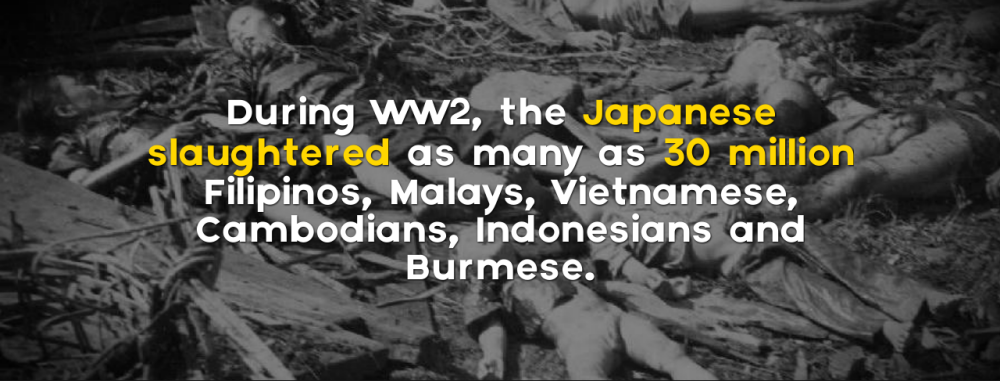 During WW2, the Japanese
slaughtered as many as 30 million
Filipinos, Malays, Vietnamese,
Cambodians, Indonesians and
Burmese.